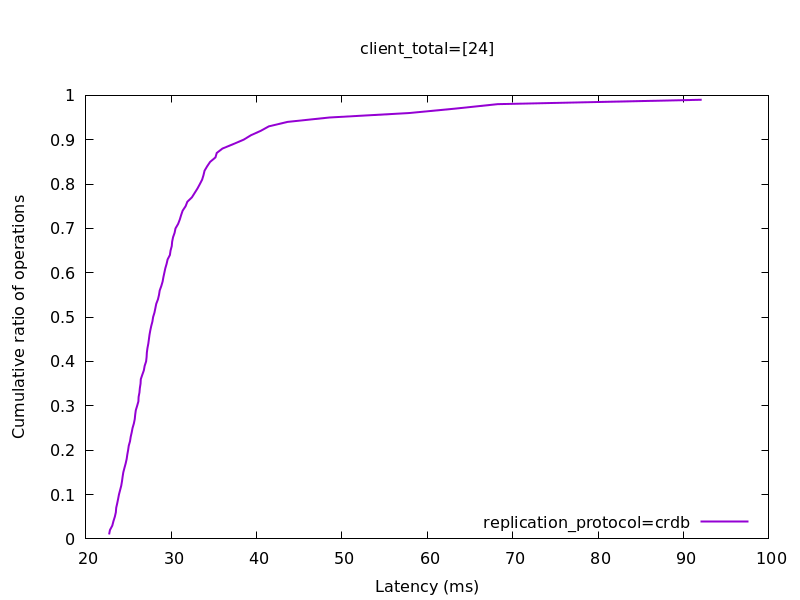 client_total=[24]
1
0.9
0.8
0.7
0.6
0.5
0.4
0.3
0.2
0.1
0
Cumulative ratio of operations
replication_protocol=crdb
20 30 40 50 60 70 80 90 100
Latency (ms)